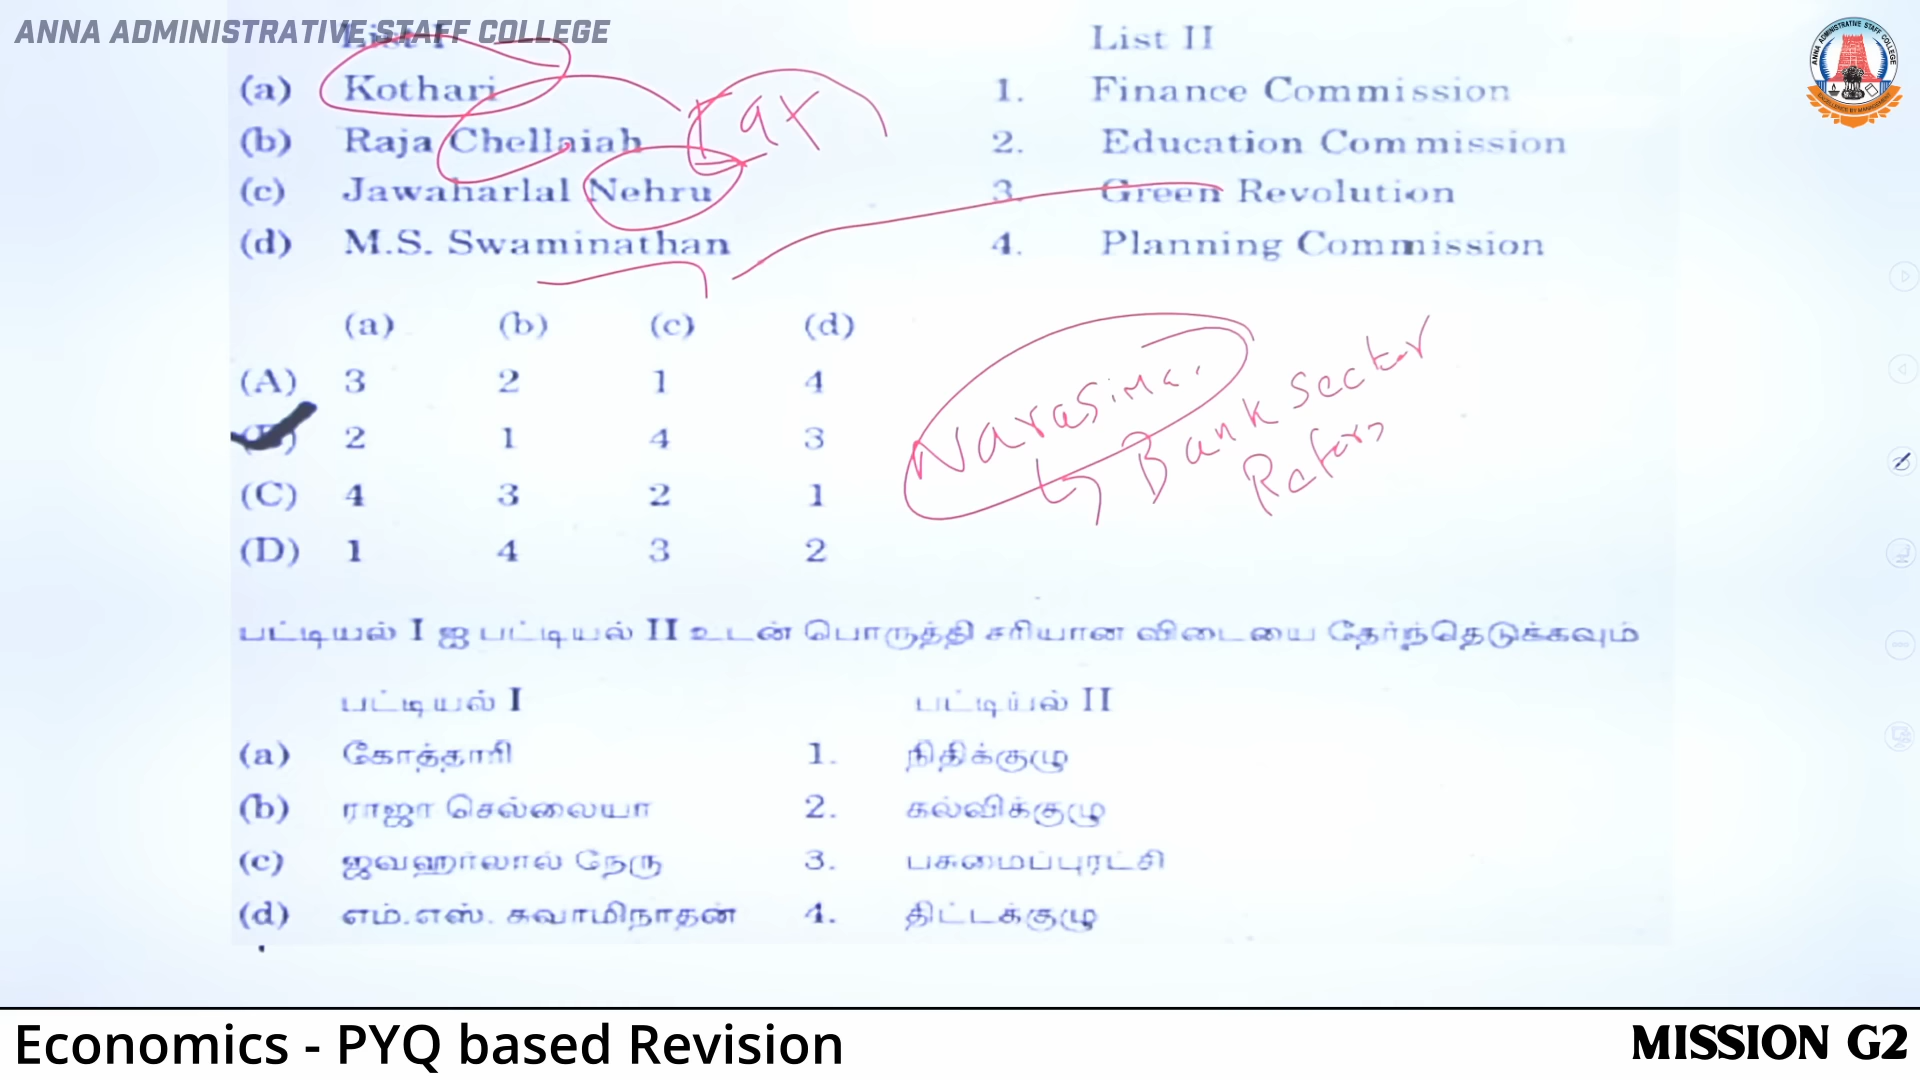 ANNA ADMINISTRATIVE STAFF COLLEGE
List I List II
(a) Kothari 1. Finance Commission
(b) Raja Chellaiah 2. Education Commission
Tax
(c) Jawaharlal Nehru 3. Green Revolution
(d) M.S. Swaminathan 4. Planning Commission
(a) (b) (c) (d)
(A) 3 2 1 4
(B) 2 1 4 3
(C) 4 3 2 1
(D) 1 4 3 2
Bank Sector
பட்டியல் I ஐ பட்டியல் II உடன் பொருத்தி சரியான விடையை தேர்ந்தெடுக்கவும்
பட்டியல் I பட்டியல் II
(a) கோத்தாரி 1. நிதிக்குழு
(b) ராஜா செல்லையா 2. கல்விக்குழு
(c) ஜவஹர்லால் நேரு 3. பசுமைப்புரட்சி
(d) எம்.எஸ். சுவாமிநாதன் 4. திட்டக்குழு
Economics - PYQ based Revision MISSION G2